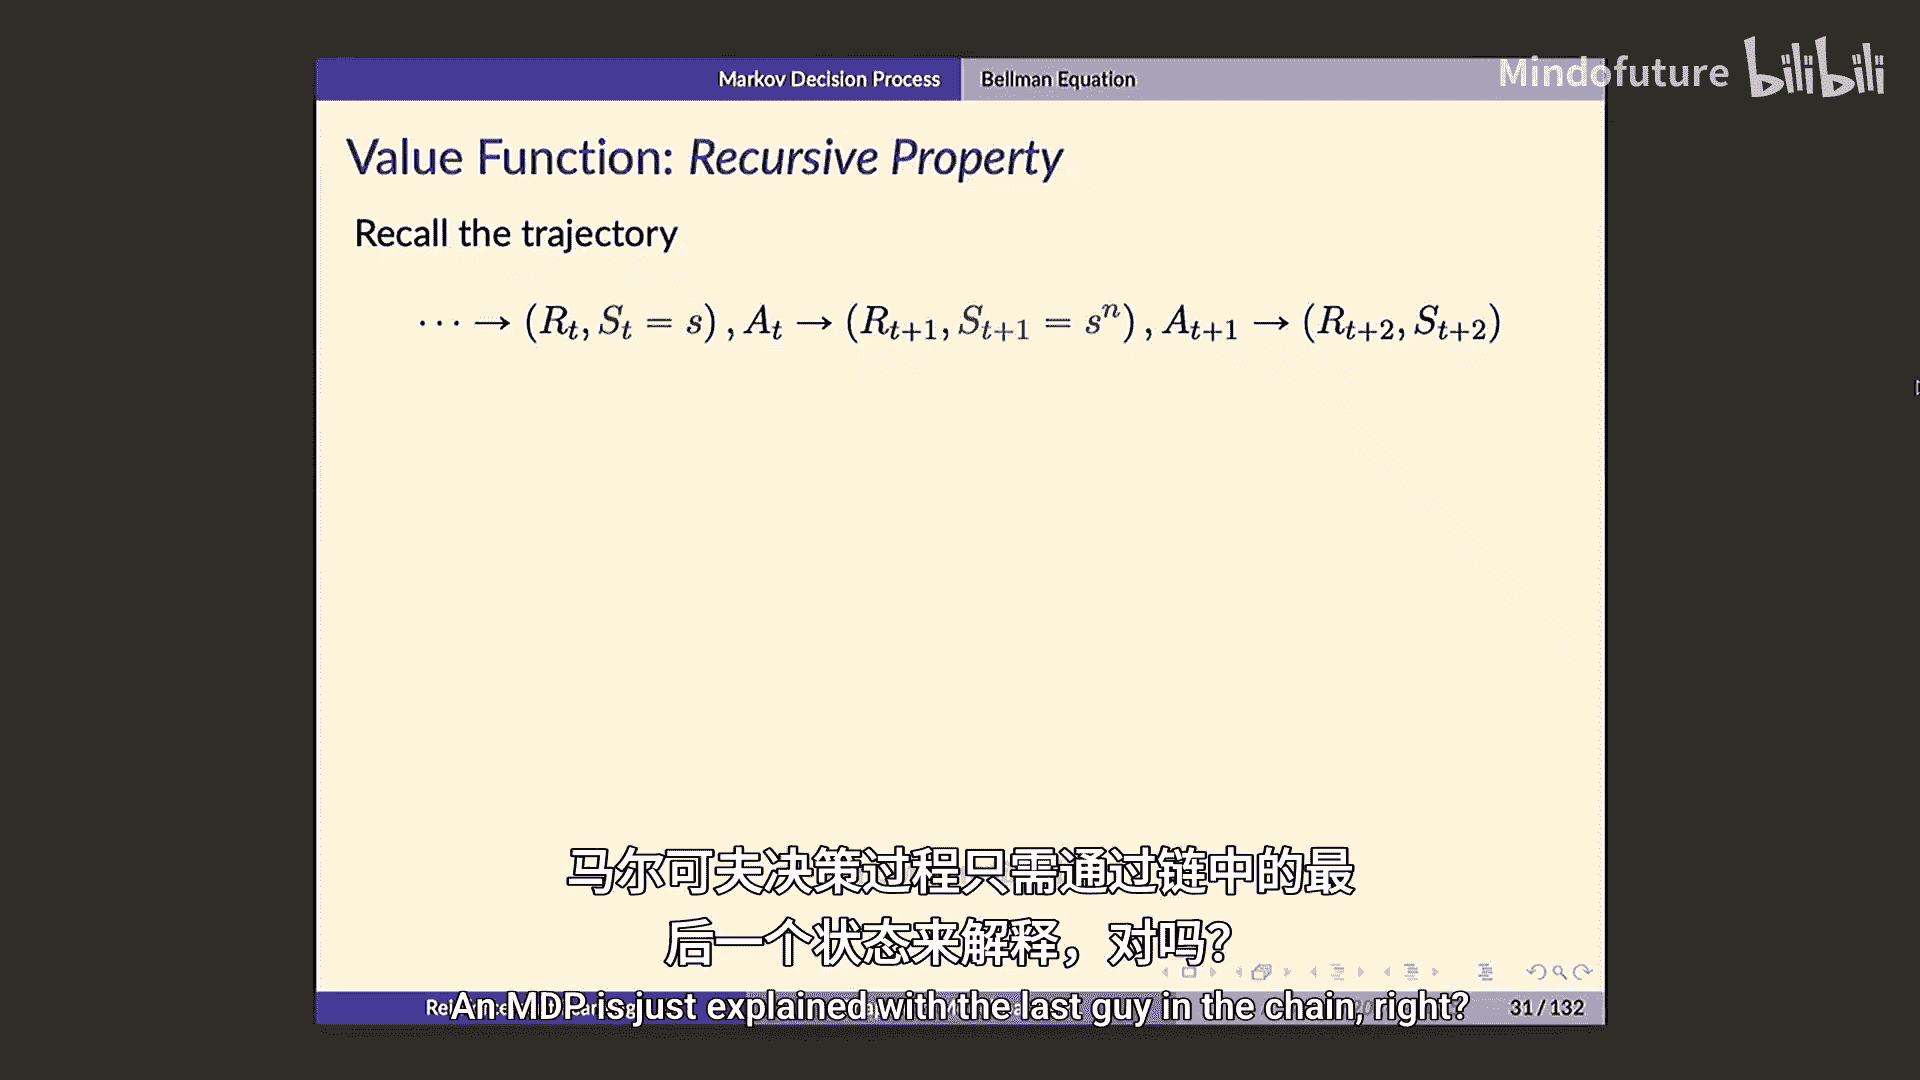 Mindofuture bilibili
Markov Decision Process Bellman Equation
Value Function: Recursive Property
Recall the trajectory
··· → (R_t, S_t = s), A_t → (R_{t+1}, S_{t+1} = s^n), A_{t+1} → (R_{t+2}, S_{t+2})
马尔可夫决策过程只需通过链中的最
后一个状态来解释，对吗？
An MDP is just explained with the last guy in the chain, right?
31 / 132